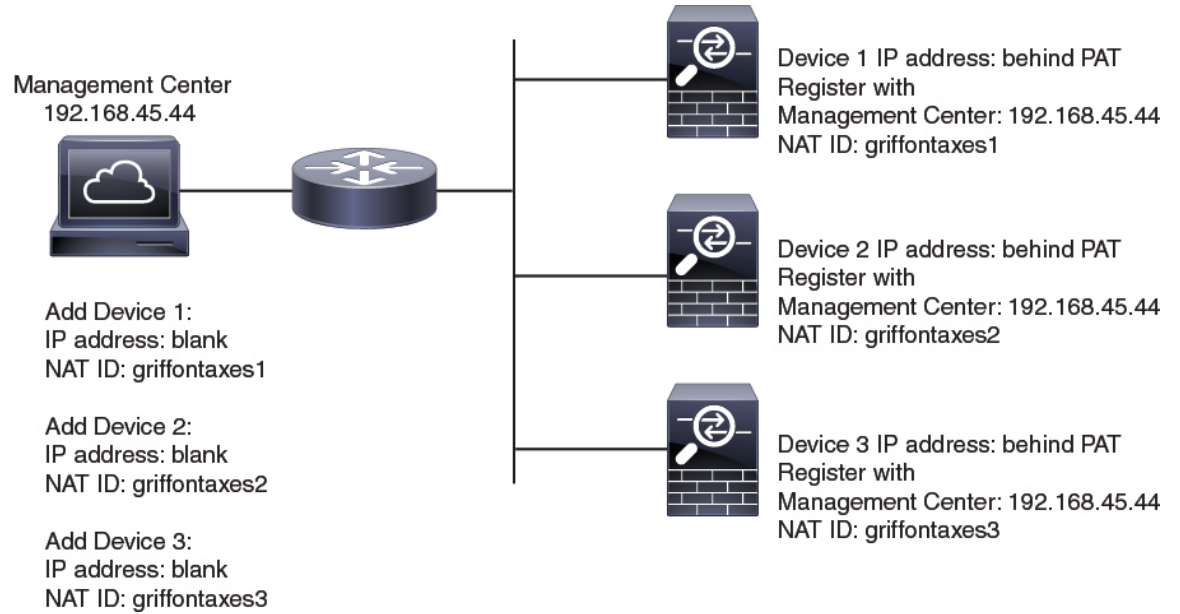 Management Center
192.168.45.44
Add Device 1:
IP address: blank
NAT ID: griffontaxes1
Add Device 2:
IP address: blank
NAT ID: griffontaxes2
Add Device 3:
IP address: blank
NAT ID: griffontaxes3
Device 1 IP address: behind PAT
Register with
Management Center: 192.168.45.44
NAT ID: griffontaxes1
Device 2 IP address: behind PAT
Register with
Management Center: 192.168.45.44
NAT ID: griffontaxes2
Device 3 IP address: behind PAT
Register with
Management Center: 192.168.45.44
NAT ID: griffontaxes3